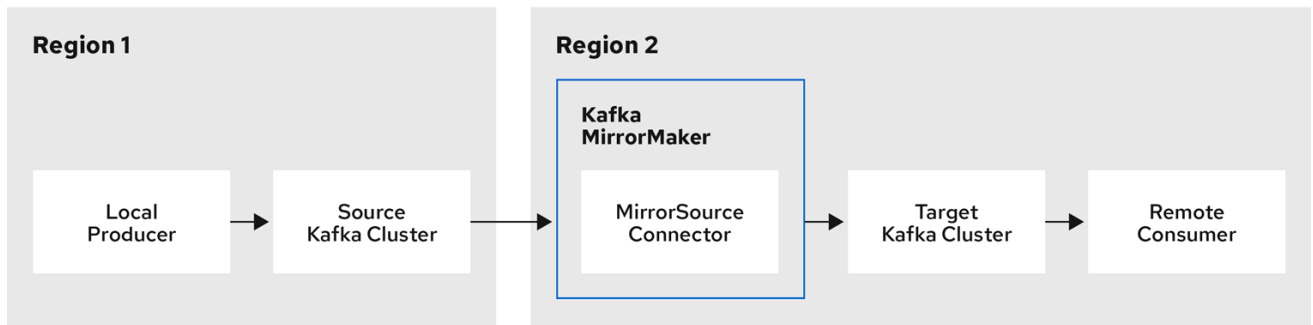 Region 1
Region 2
Kafka
MirrorMaker
Local
Producer
Source
Kafka Cluster
MirrorSource
Connector
Target
Kafka Cluster
Remote
Consumer